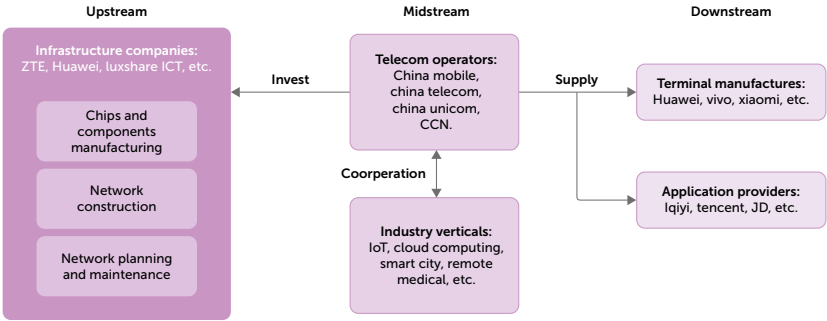 Upstream
Midstream
Downstream
Infrastructure companies:
ZTE, Huawei, luxshare ICT, etc.
Chips and
components
manufacturing
Network
construction
Network planning
and maintenance
Invest
Telecom operators:
China mobile,
china telecom,
china unicom,
CCN.
Coorperation
Industry verticals:
IoT, cloud computing,
smart city, remote
medical, etc.
Supply
Terminal manufactures:
Huawei, vivo, xiaomi, etc.
Application providers:
Iqiyi, tencent, JD, etc.